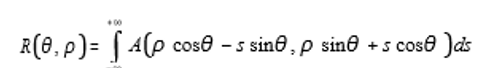 R(θ, ρ) = ∫_{-∞}^{+∞} A(ρ cosθ − s sinθ, ρ sinθ + s cosθ )ds